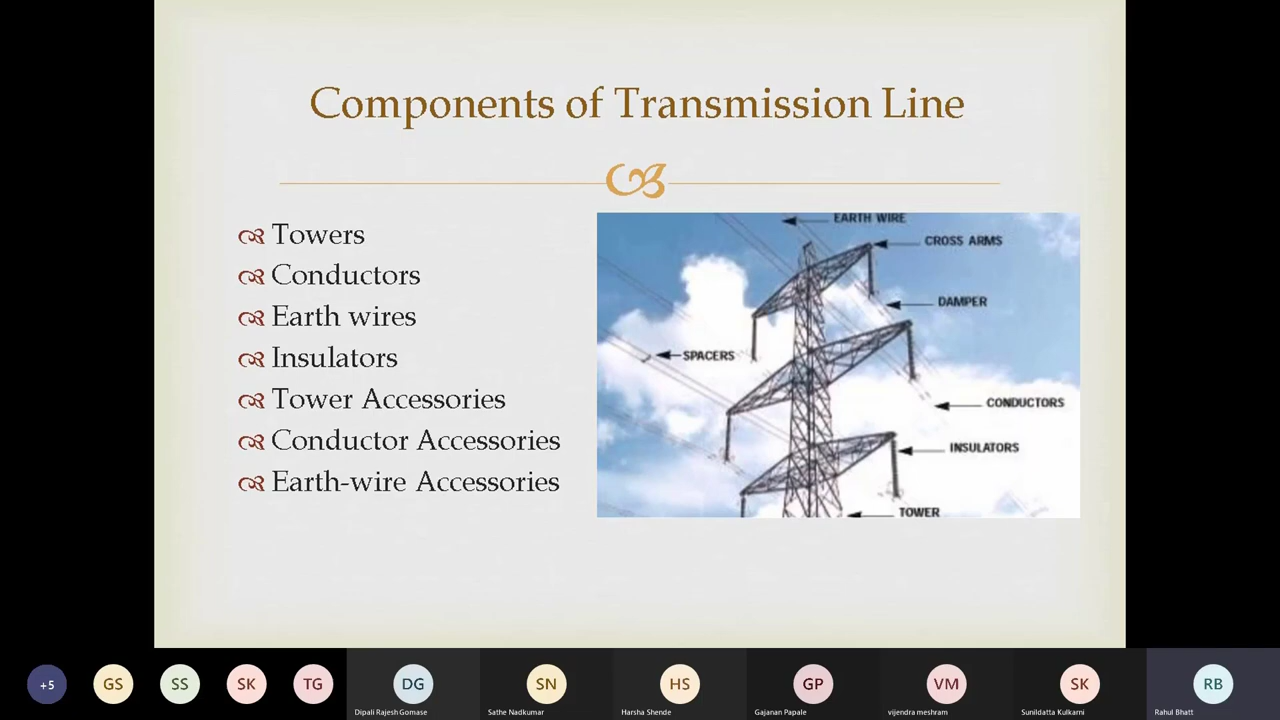 Components of Transmission Line
Towers
Conductors
Earth wires
Insulators
Tower Accessories
Conductor Accessories
Earth-wire Accessories
EARTH WIRE
CROSS ARMS
DAMPER
SPACERS
CONDUCTORS
INSULATORS
TOWER
+5
GS
SS
SK
TG
DG
SN
HS
GP
VM
SK
RB
Dipali Rajesh Gomase
Sathe Nadkumar
Harsha Shende
Gajanan Papale
vijendra meshram
Sunildatta Kulkarni
Rahul Bhatt